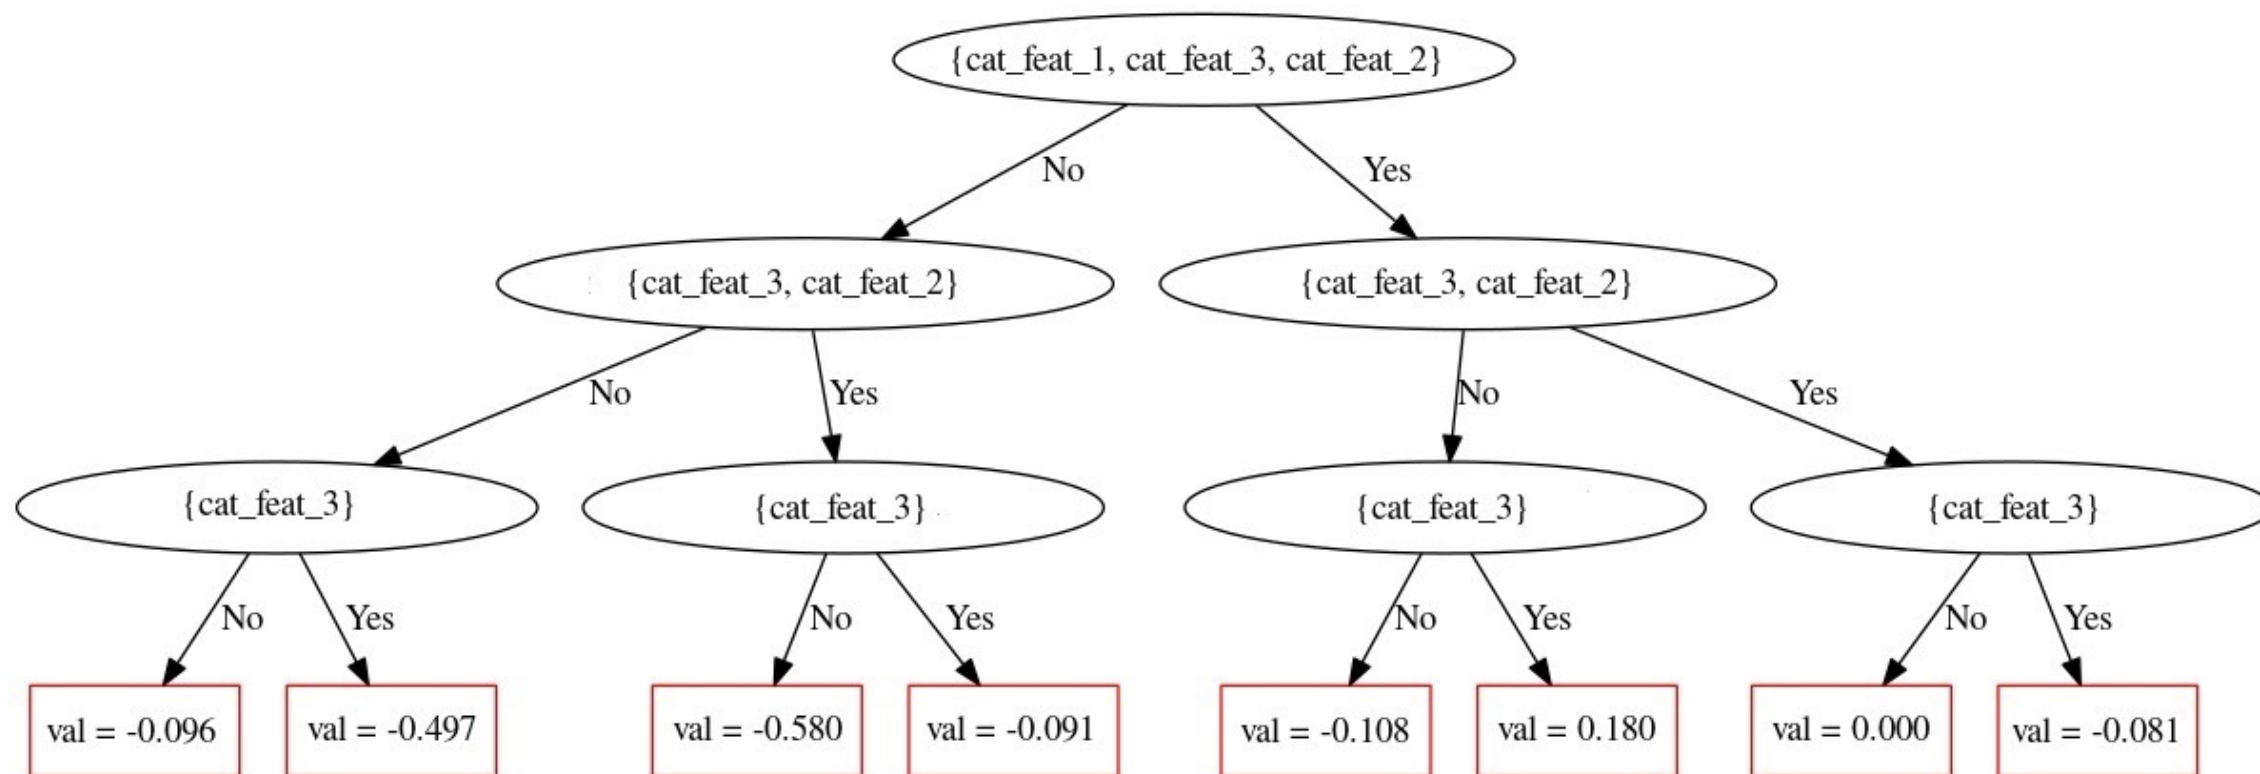 {cat_feat_1, cat_feat_3, cat_feat_2}
No
Yes
{cat_feat_3, cat_feat_2}
{cat_feat_3, cat_feat_2}
No
Yes
No
Yes
{cat_feat_3}
{cat_feat_3}
{cat_feat_3}
{cat_feat_3}
No
Yes
No
Yes
No
Yes
No
Yes
val = -0.096
val = -0.497
val = -0.580
val = -0.091
val = -0.108
val = 0.180
val = 0.000
val = -0.081